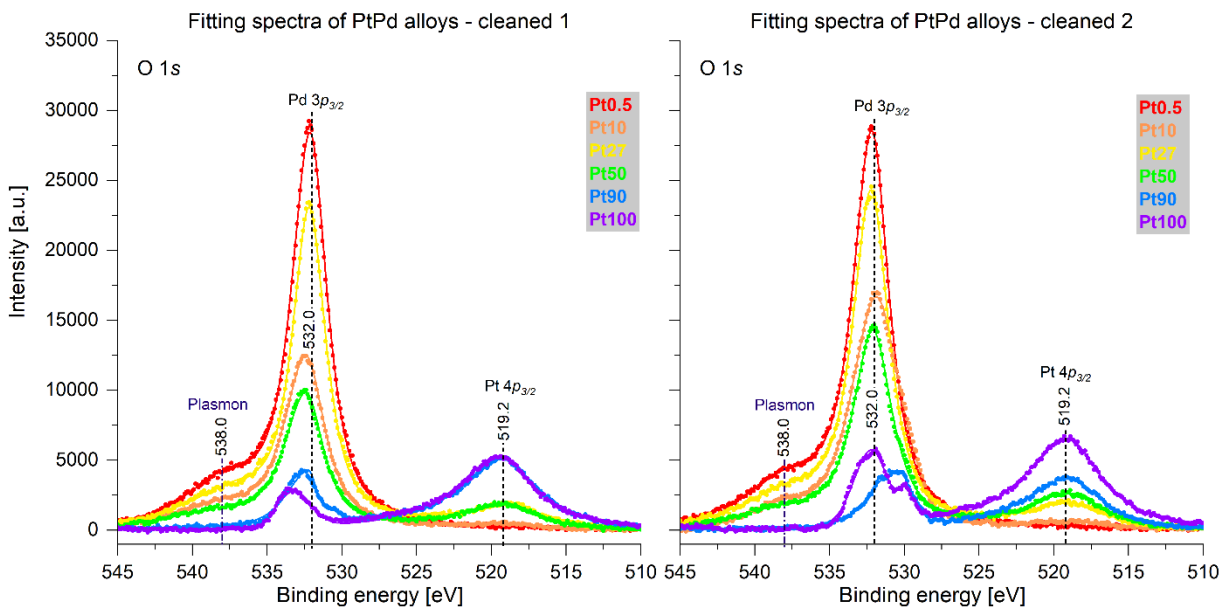 Fitting spectra of PtPd alloys - cleaned 1
Fitting spectra of PtPd alloys - cleaned 2
Intensity [a.u.]
35000
30000
25000
20000
15000
10000
5000
0
O 1s
Pd 3p3/2
532.0
Plasmon
538.0
Pt 4p3/2
519.2
Pt0.5
Pt10
Pt27
Pt50
Pt90
Pt100
545 540 535 530 525 520 515 510
Binding energy [eV]
O 1s
Pd 3p3/2
532.0
Plasmon
538.0
Pt 4p3/2
519.2
Pt0.5
Pt10
Pt27
Pt50
Pt90
Pt100
545 540 535 530 525 520 515 510
Binding energy [eV]